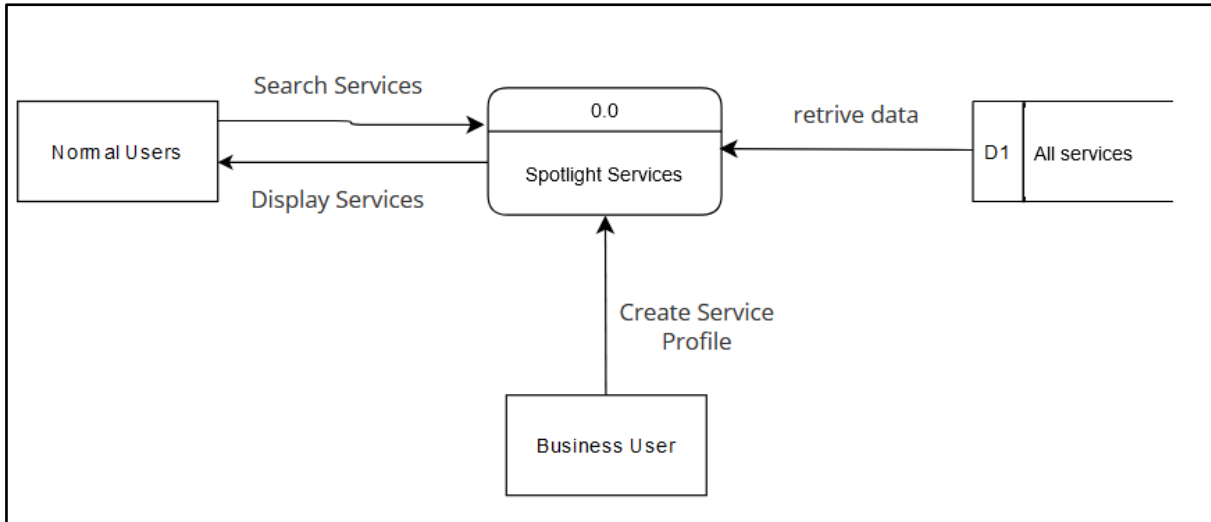 Search Services
Normal Users
Display Services
0.0
Spotlight Services
retrive data
D1
All services
Create Service
Profile
Business User